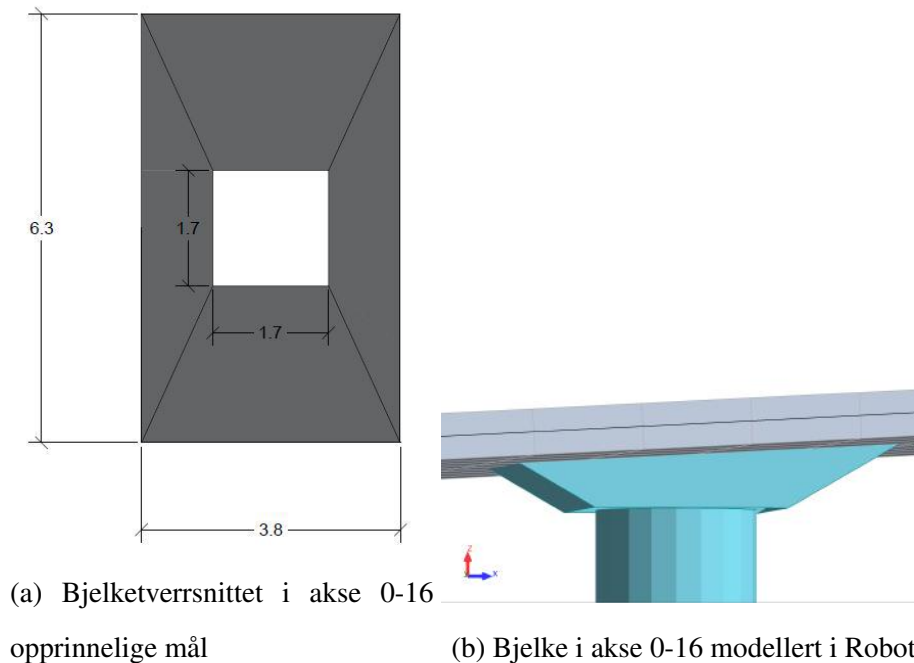 6.3
1.7
1.7
3.8
z
x
(a) Bjelketverrsnittet i akse 0-16
opprinnelige mål
(b) Bjelke i akse 0-16 modellert i Robot